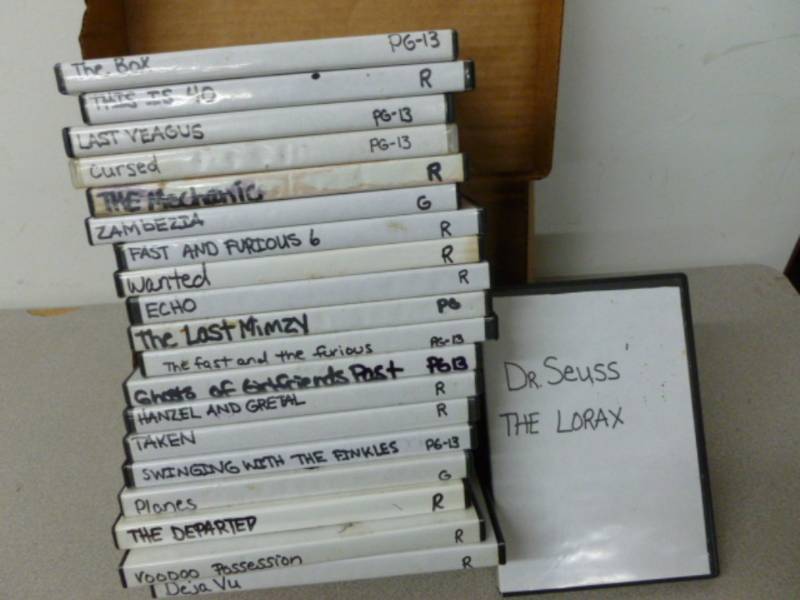 The Box PG-13
THIS IS 40 R
LAST VEAGUS PG-13
Cursed PG-13
THE Mechanic R
ZAMBEZIA G
FAST AND FURIOUS 6 R
Wanted R
ECHO R
The Last Mimzy PG
The fast and the furious PG-13
Ghosts of Girlfriends Past PG13
HANZEL AND GRETAL R
TAKEN R
SWINGING WITH THE FINKLES PG-13
Planes G
THE DEPARTED R
VOODOO POSSESSION R
Deja Vu R
DR. Seuss
THE LORAX